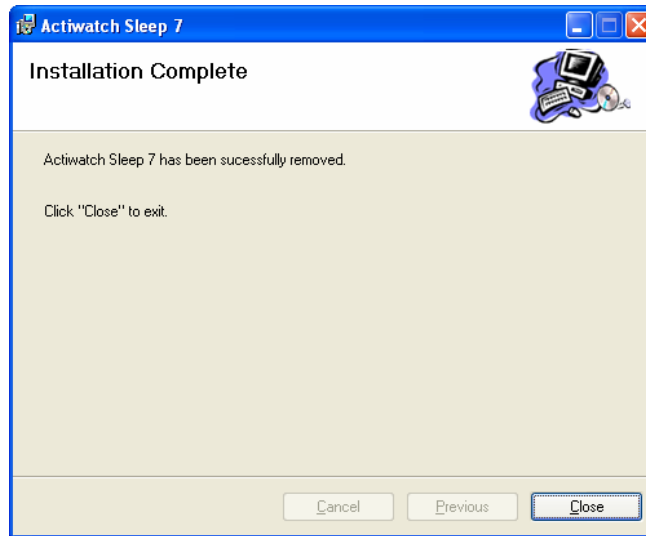 Actiwatch Sleep 7
Installation Complete
Actiwatch Sleep 7 has been sucessfully removed.
Click "Close" to exit.
Cancel Previous Close